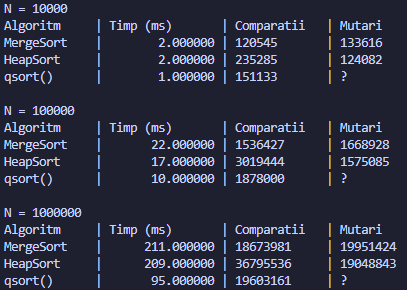 N = 10000
Algoritm | Timp (ms) | Comparatii | Mutari
MergeSort | 2.000000 | 120545 | 133616
HeapSort | 2.000000 | 235285 | 124082
qsort() | 1.000000 | 151133 | ?
N = 100000
Algoritm | Timp (ms) | Comparatii | Mutari
MergeSort | 22.000000 | 1536427 | 1668928
HeapSort | 17.000000 | 3019444 | 1575085
qsort() | 10.000000 | 1878000 | ?
N = 1000000
Algoritm | Timp (ms) | Comparatii | Mutari
MergeSort | 211.000000 | 18673981 | 19951424
HeapSort | 209.000000 | 36795536 | 19048843
qsort() | 95.000000 | 19603161 | ?